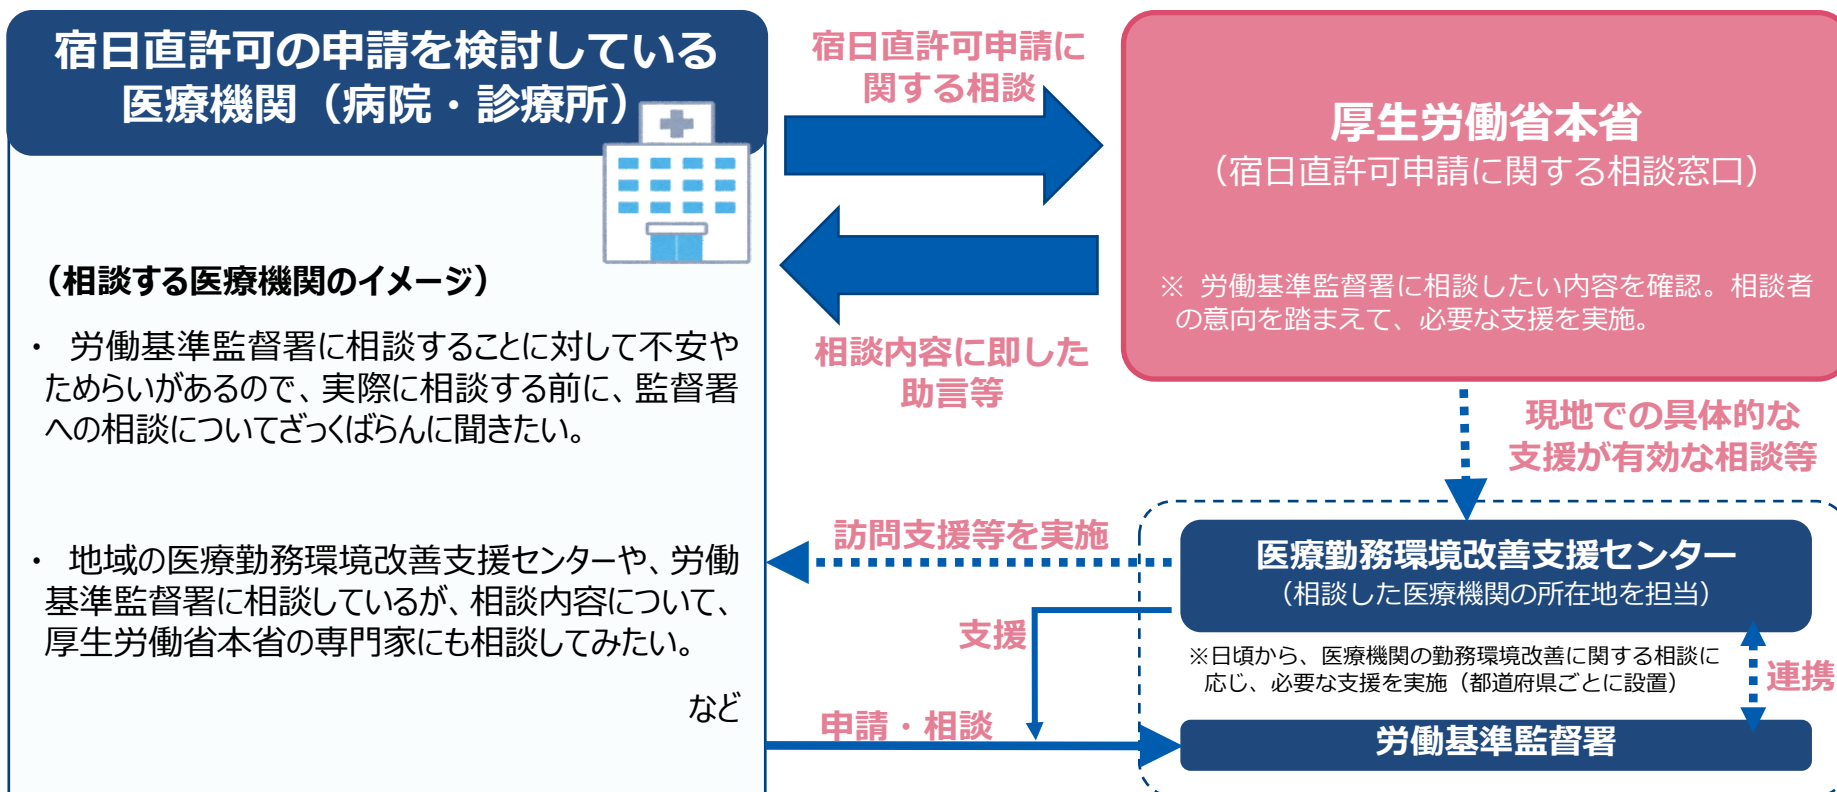 宿日直許可の申請を検討している
医療機関（病院・診療所）
（相談する医療機関のイメージ）
・ 労働基準監督署に相談することに対して不安や
ためらいがあるので、実際に相談する前に、監督署
への相談についてざっくばらんに聞きたい。
・ 地域の医療勤務環境改善支援センターや、労働
基準監督署に相談しているが、相談内容について、
厚生労働省本省の専門家にも相談してみたい。
など
宿日直許可申請に
関する相談
相談内容に即した
助言等
厚生労働省本省
（宿日直許可申請に関する相談窓口）
※ 労働基準監督署に相談したい内容を確認。相談者
の意向を踏まえて、必要な支援を実施。
現地での具体的な
支援が有効な相談等
訪問支援等を実施
医療勤務環境改善支援センター
（相談した医療機関の所在地を担当）
支援
※日頃から、医療機関の勤務環境改善に関する相談に
応じ、必要な支援を実施（都道府県ごとに設置）
連携
申請・相談
労働基準監督署